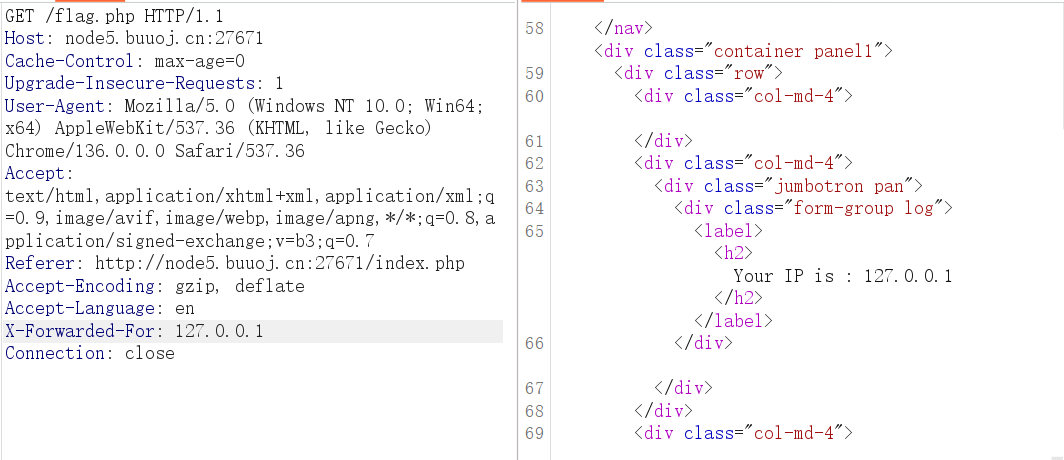 GET /flag.php HTTP/1.1
Host: node5.buuoj.cn:27671
Cache-Control: max-age=0
Upgrade-Insecure-Requests: 1
User-Agent: Mozilla/5.0 (Windows NT 10.0; Win64;
x64) AppleWebKit/537.36 (KHTML, like Gecko)
Chrome/136.0.0.0 Safari/537.36
Accept:
text/html,application/xhtml+xml,application/xml;q
=0.9,image/avif,image/webp,image/apng,*/*;q=0.8,a
pplication/signed-exchange;v=b3;q=0.7
Referer: http://node5.buuoj.cn:27671/index.php
Accept-Encoding: gzip, deflate
Accept-Language: en
X-Forwarded-For: 127.0.0.1
Connection: close
58 </nav>
<div class="container panel1">
59 <div class="row">
60 <div class="col-md-4">
61 </div>
62 <div class="col-md-4">
63 <div class="jumbotron pan">
64 <div class="form-group log">
65 <label>
<h2>
Your IP is : 127.0.0.1
</h2>
</label>
66 </div>
67 </div>
68 </div>
69 <div class="col-md-4">